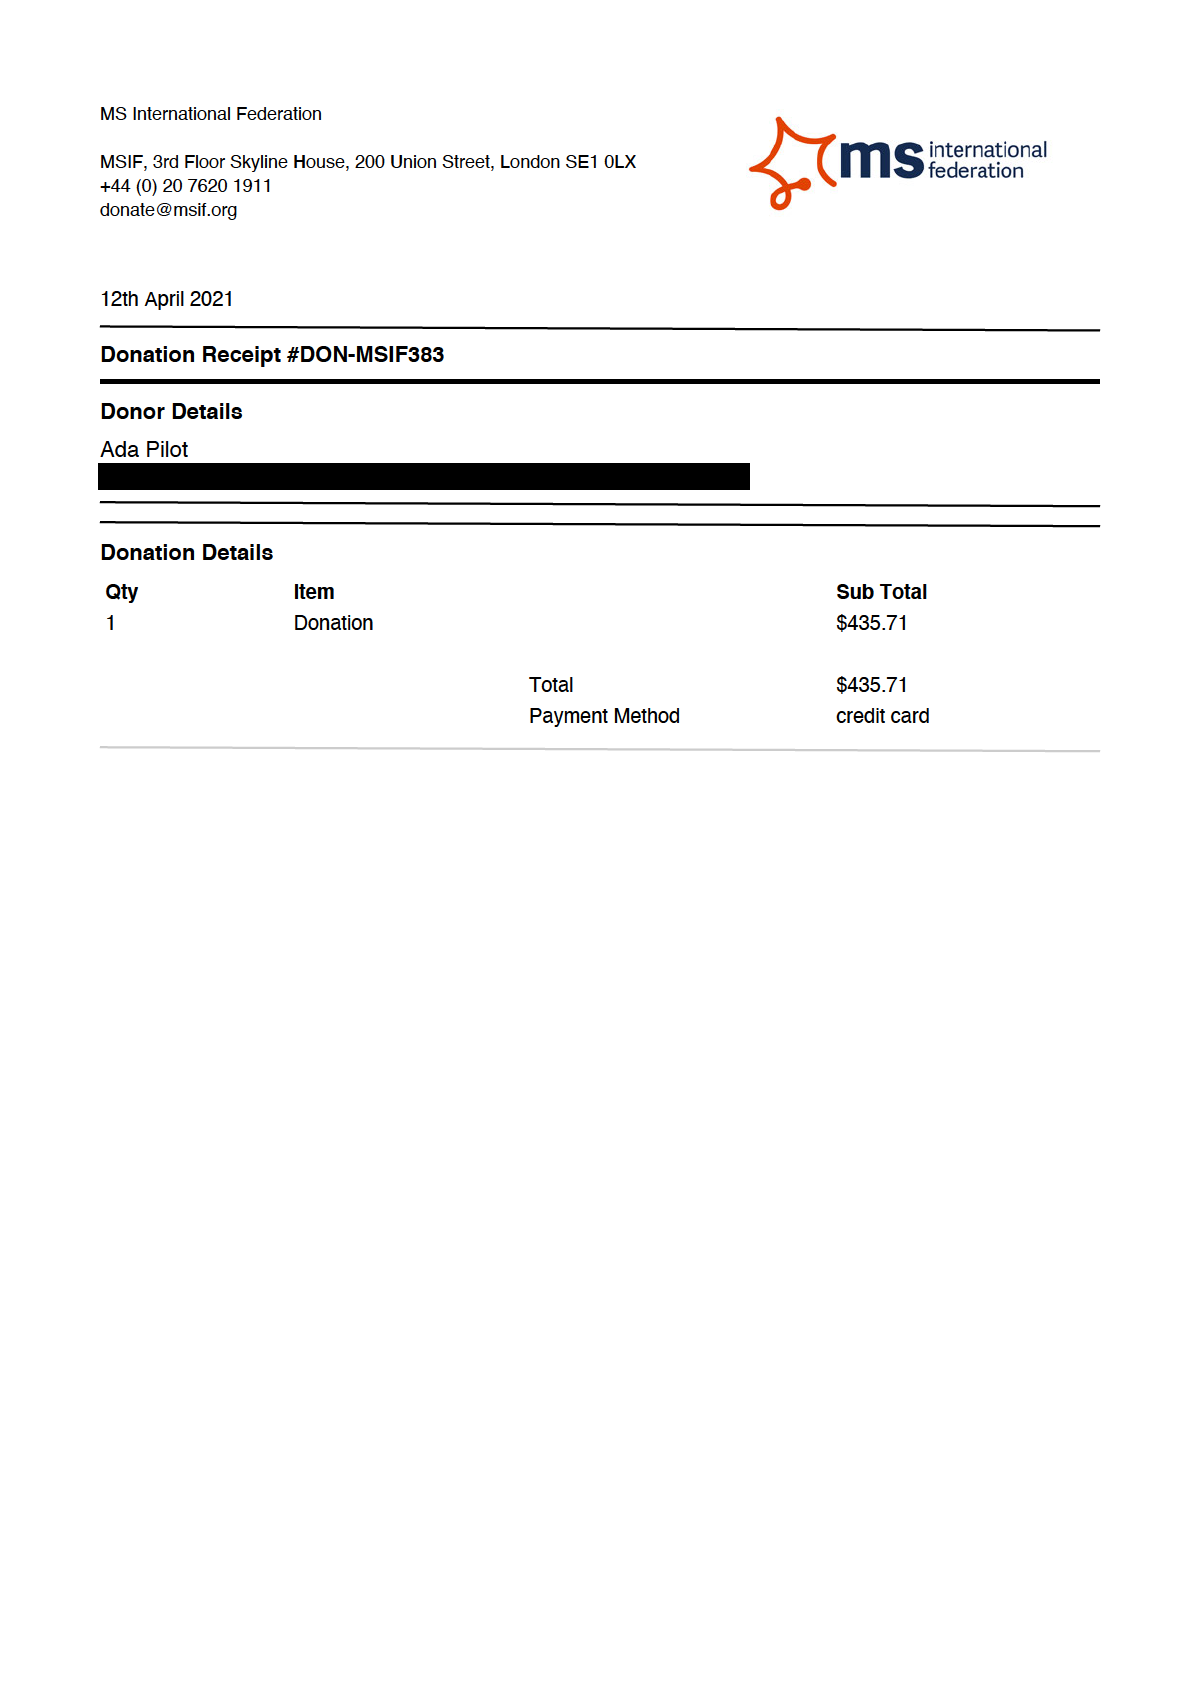 MS International Federation
MSIF, 3rd Floor Skyline House, 200 Union Street, London SE1 0LX
+44 (0) 20 7620 1911
donate@msif.org
ms international
federation
12th April 2021
Donation Receipt #DON-MSIF383
Donor Details
Ada Pilot
Donation Details
Qty Item Sub Total
1 Donation $435.71
Total $435.71
Payment Method credit card